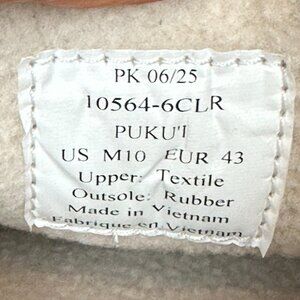 PK 06/25
10564-6CLR
PUKU'I
US M10 EUR 43
Upper: Textile
Outsole: Rubber
Made in Vietnam
Fabrique en Vietnam